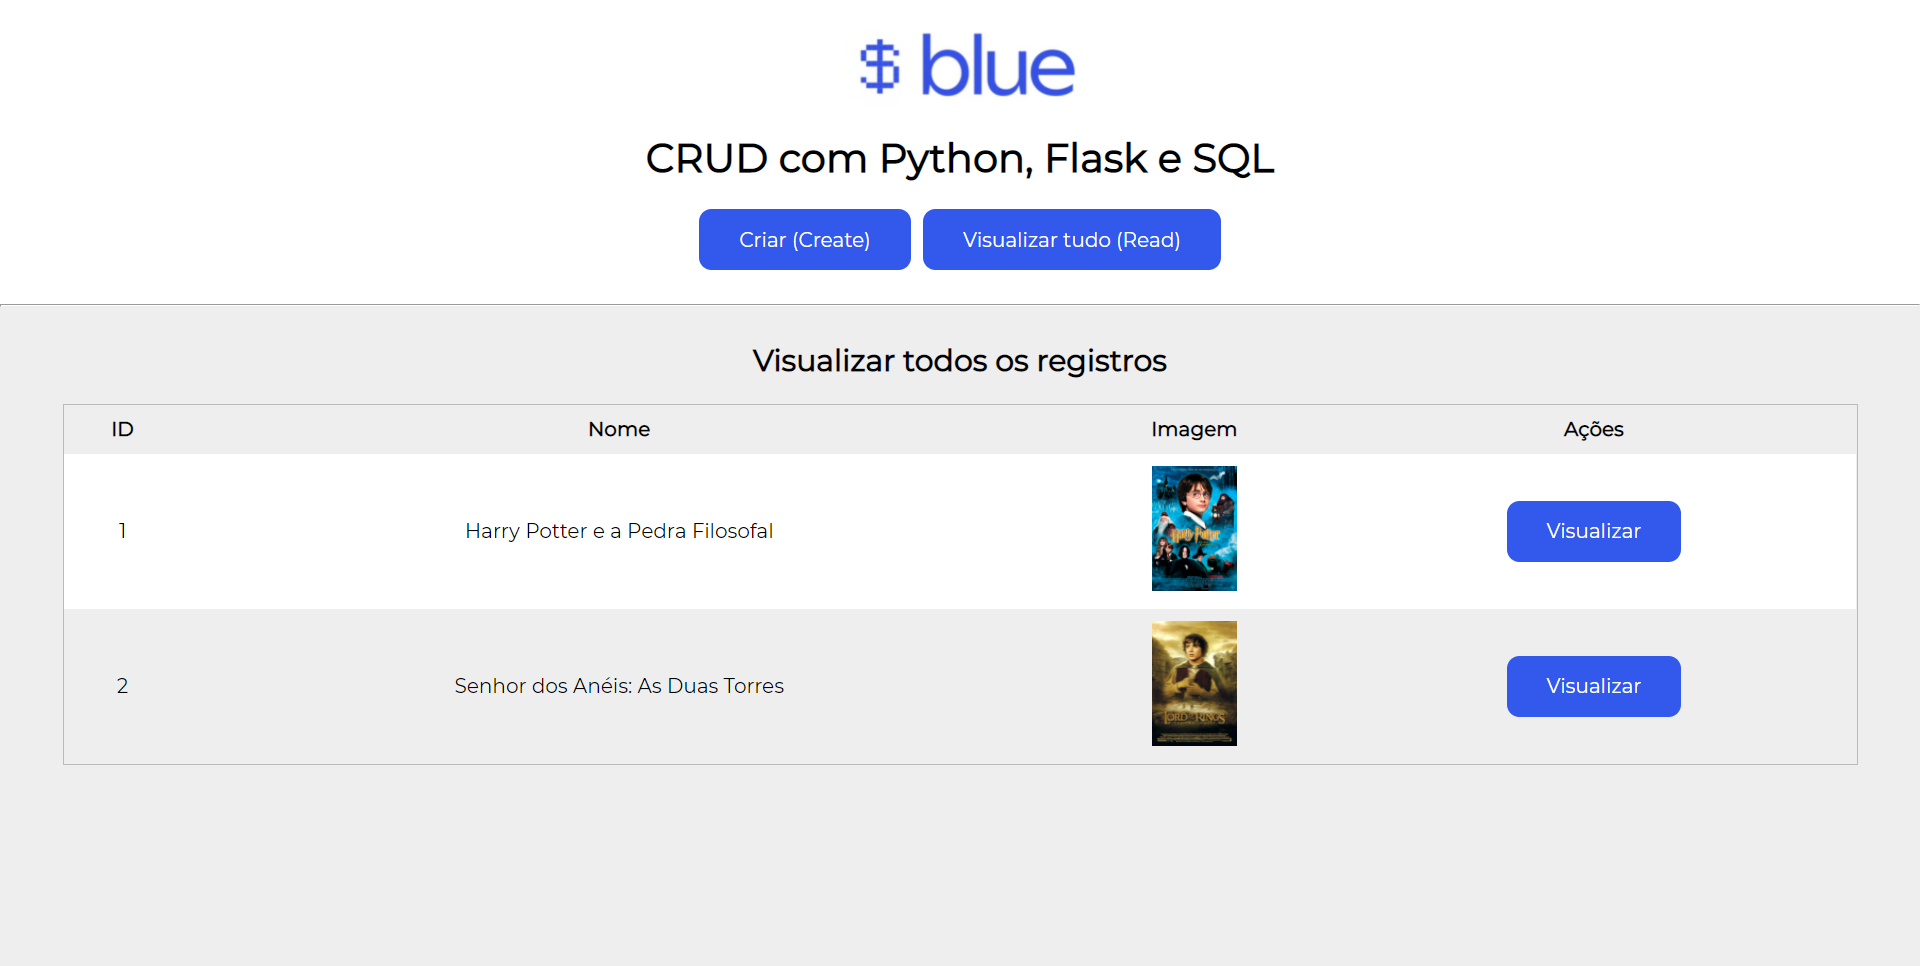 $ blue
CRUD com Python, Flask e SQL
Criar (Create) Visualizar tudo (Read)
Visualizar todos os registros
ID Nome Imagem Ações
1 Harry Potter e a Pedra Filosofal Visualizar
Harry Potter
2 Senhor dos Anéis: As Duas Torres Visualizar
LORD OF THE RINGS